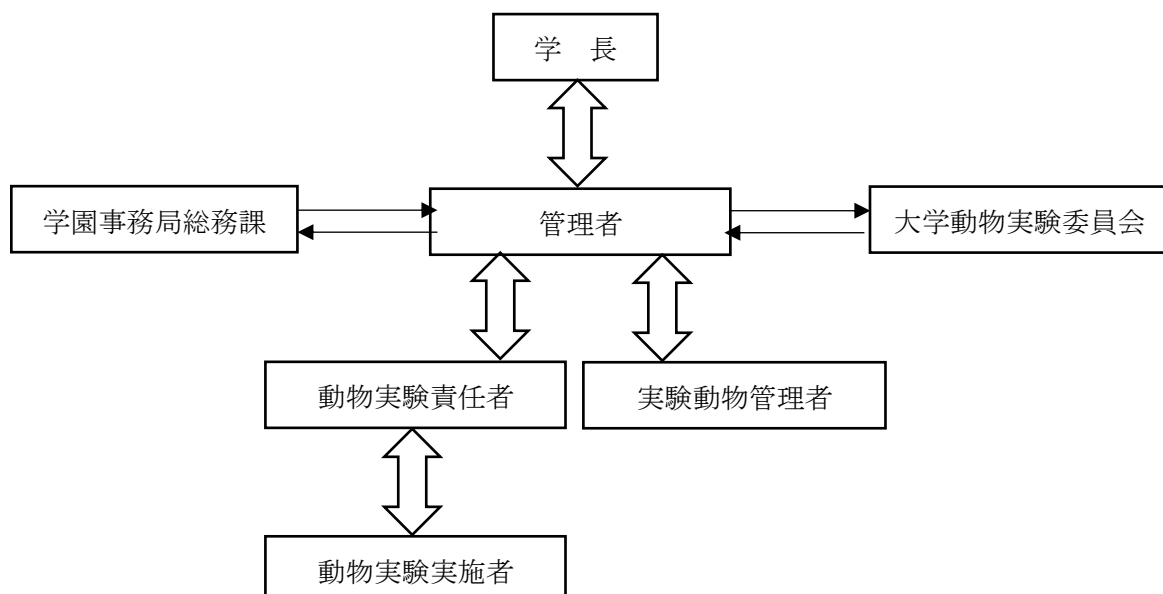 学　長
学園事務局総務課
管理者
大学動物実験委員会
動物実験責任者
実験動物管理者
動物実験実施者